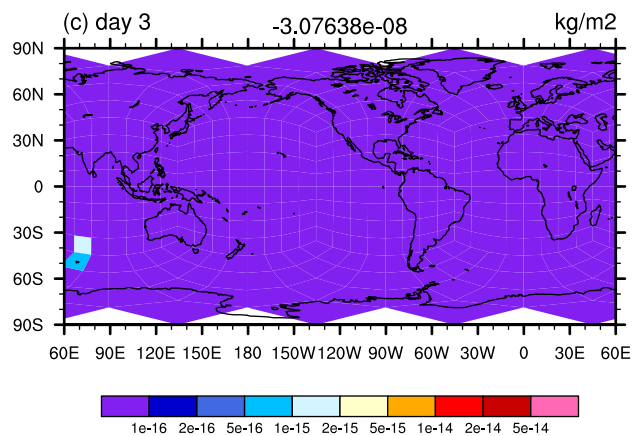 (c) day 3 -3.07638e-08 kg/m2
90N
60N
30N
0
30S
60S
90S
60E 90E 120E 150E 180 150W 120W 90W 60W 30W 0 30E 60E
1e-16 2e-16 5e-16 1e-15 2e-15 5e-15 1e-14 2e-14 5e-14